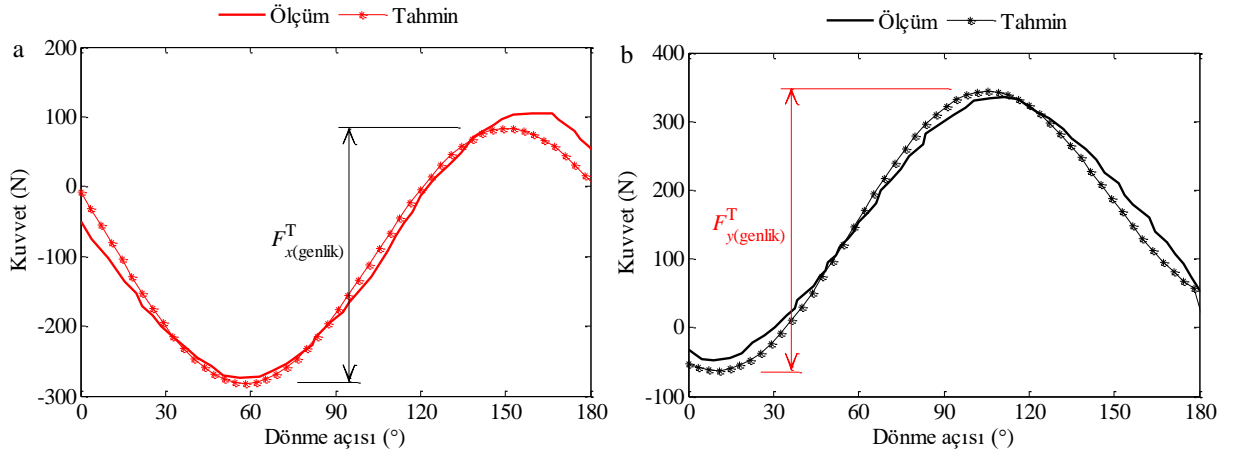 Ölçüm Tahmin
a
200
100
0
-100
-200
-300
Kuvvet (N)
F^T_x(genlik)
0 30 60 90 120 150 180
Dönme açısı (°)
Ölçüm Tahmin
b
400
300
200
100
0
-100
Kuvvet (N)
F^T_y(genlik)
0 30 60 90 120 150 180
Dönme açısı (°)